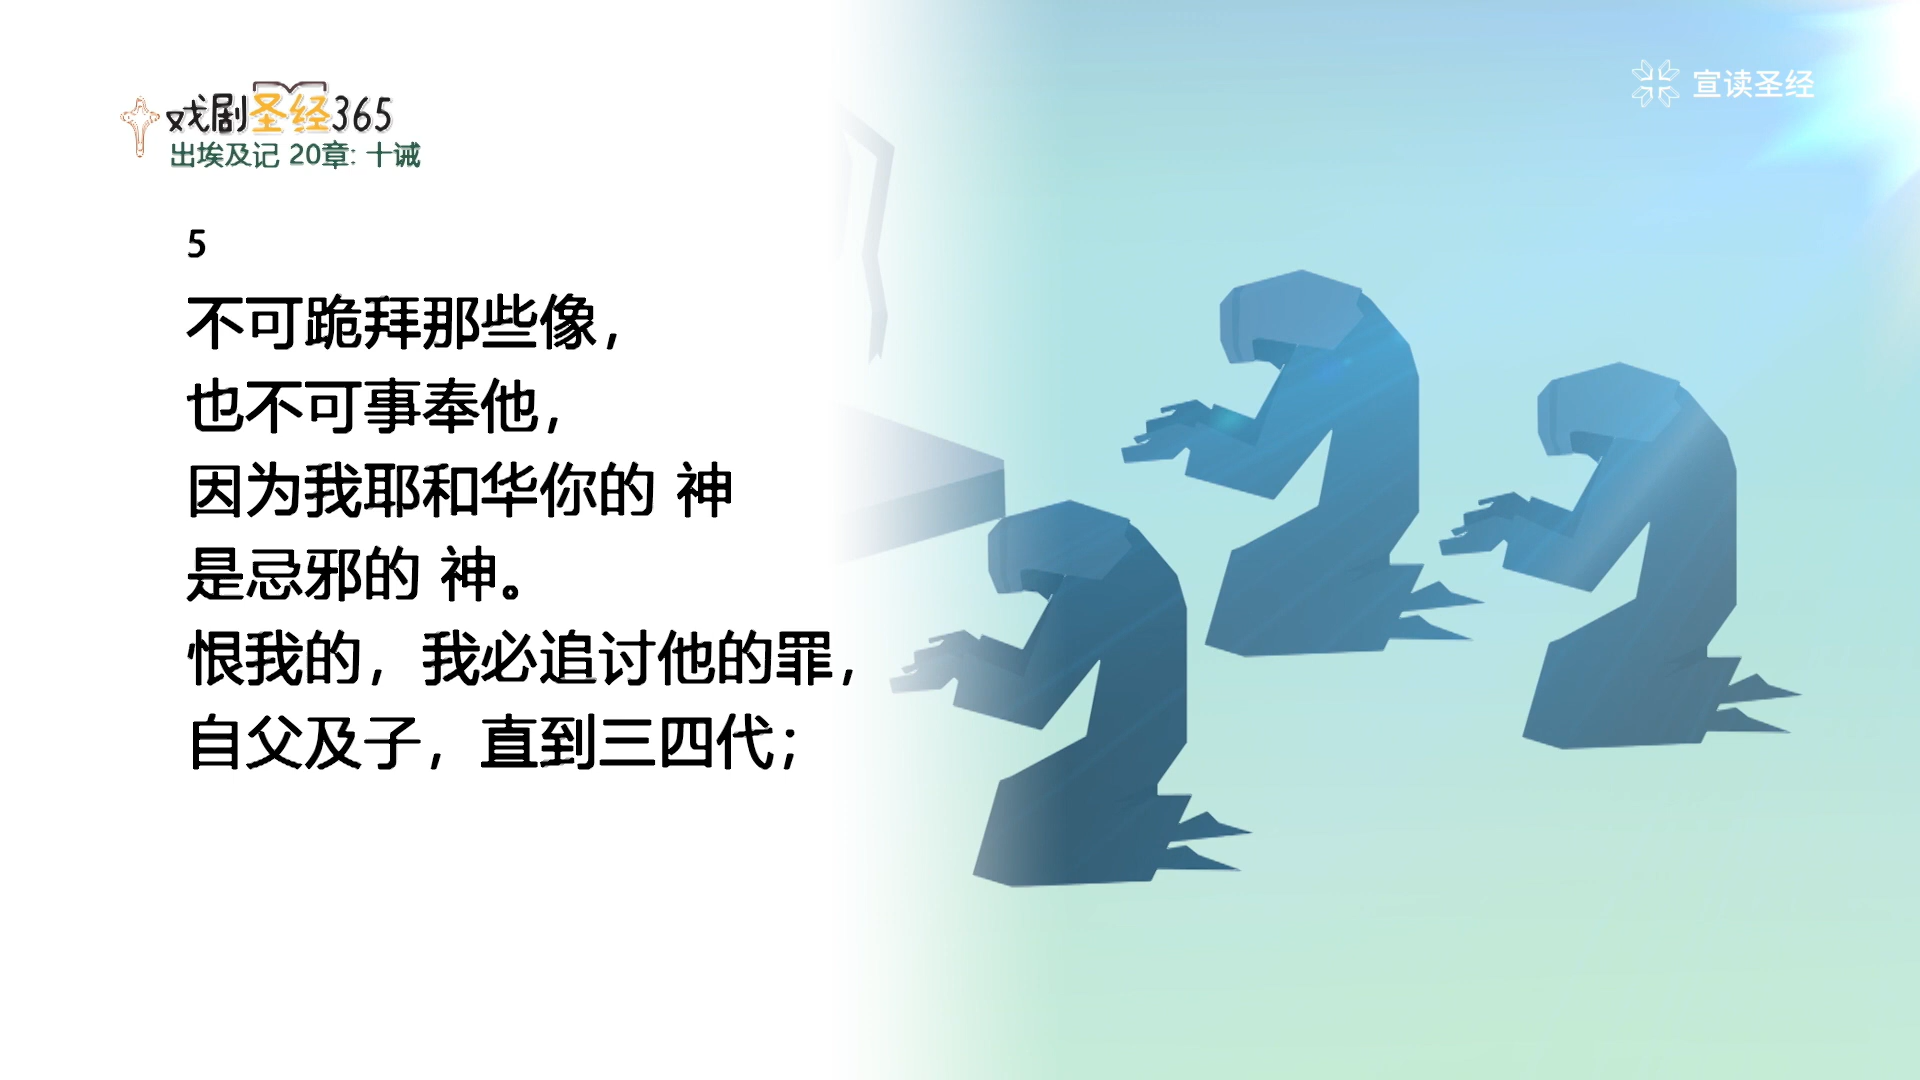 戏剧圣经365
出埃及记 20章: 十诫
宣读圣经
5
不可跪拜那些像，
也不可事奉他，
因为我耶和华你的 神
是忌邪的 神。
恨我的，我必追讨他的罪，
自父及子，直到三四代；